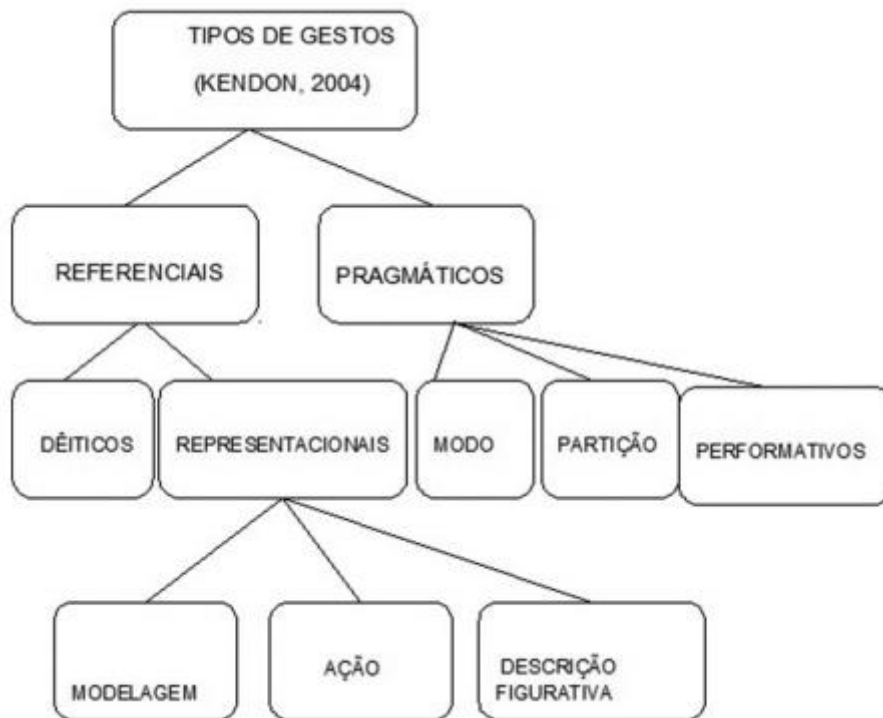 TIPOS DE GESTOS
(KENDON, 2004)
REFERENCIAIS
PRAGMÁTICOS
DÊITICOS
REPRESENTACIONAIS
MODO
PARTIÇÃO
PERFORMATIVOS
MODELAGEM
AÇÃO
DESCRIÇÃO
FIGURATIVA